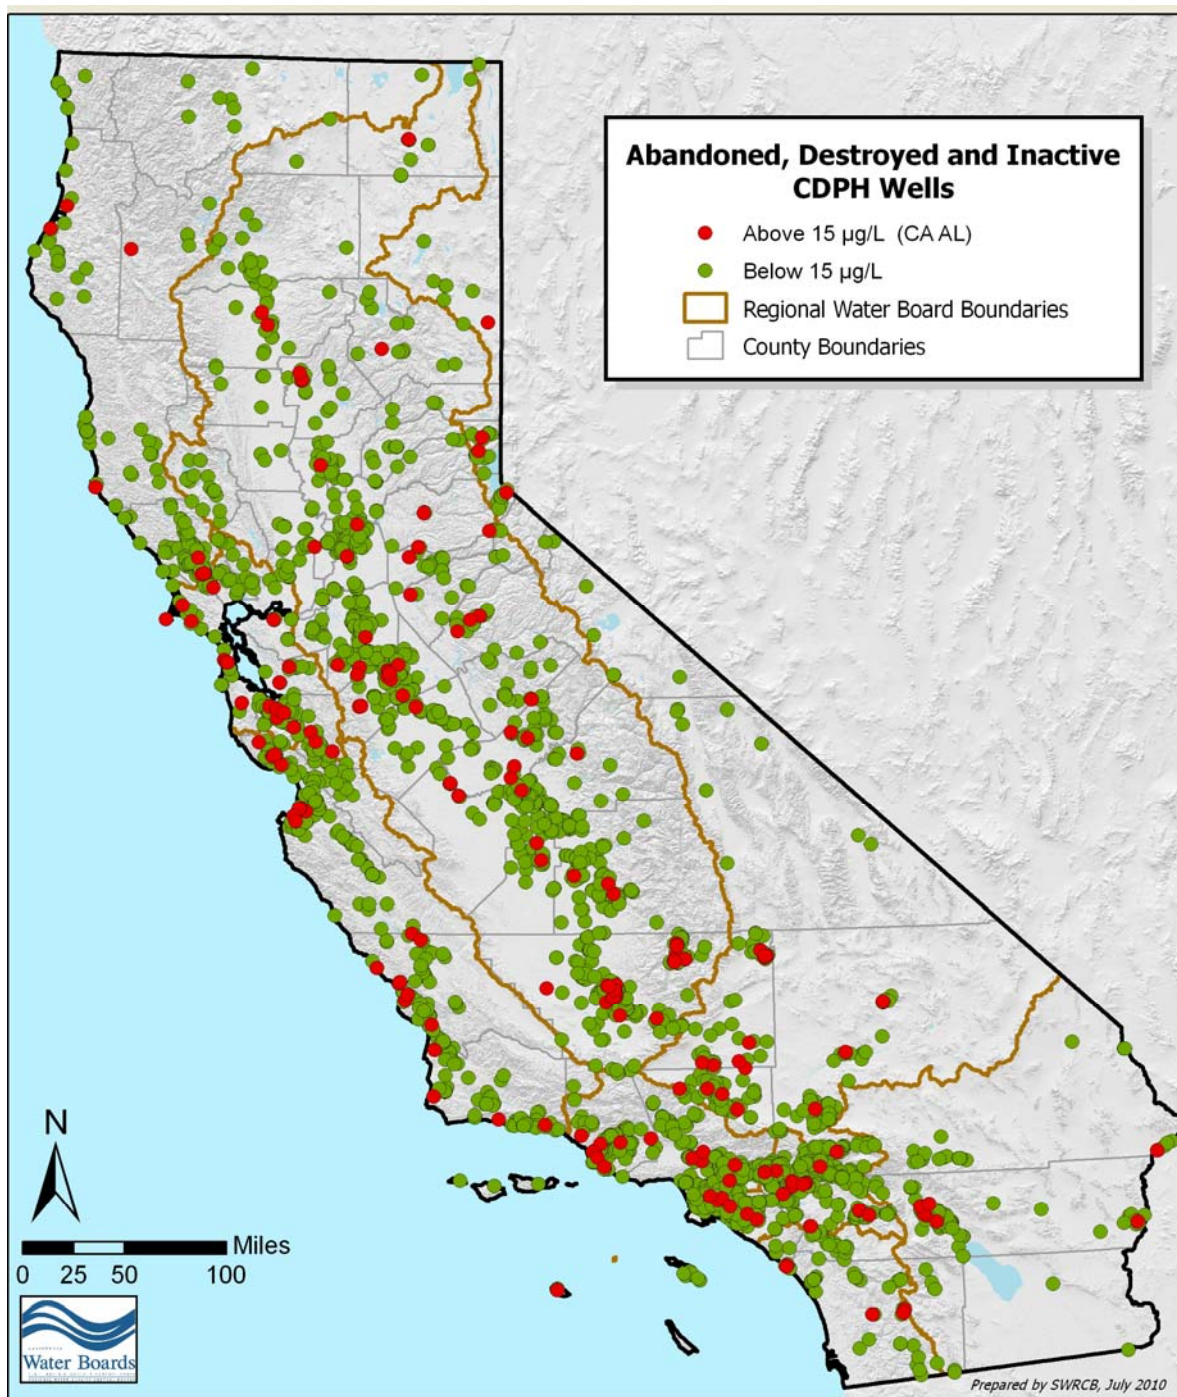 Abandoned, Destroyed and Inactive
CDPH Wells
Above 15 µg/L (CA AL)
Below 15 µg/L
Regional Water Board Boundaries
County Boundaries
N
Miles
0 25 50 100
Water Boards
Prepared by SWRCB, July 2010